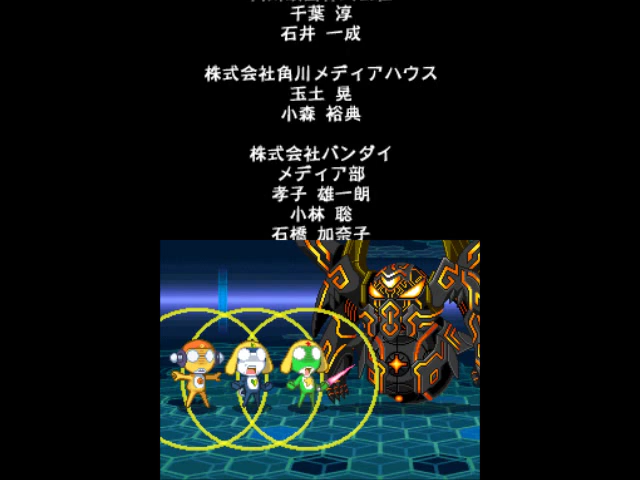 千葉 淳
石井 一成
株式会社角川メディアハウス
玉土 晃
小森 裕典
株式会社バンダイ
メディア部
孝子 雄一朗
小林 聡
石橋 加奈子